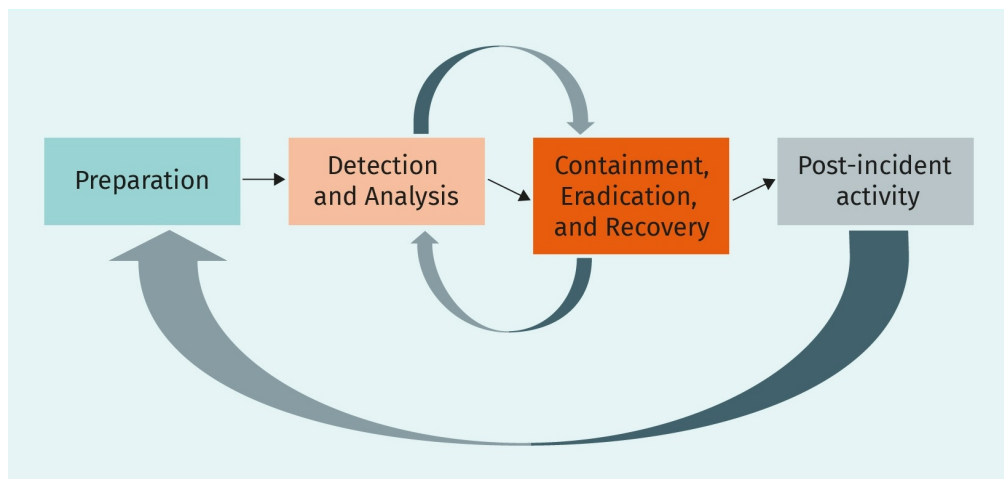 Preparation
Detection
and Analysis
Containment,
Eradication,
and Recovery
Post-incident
activity